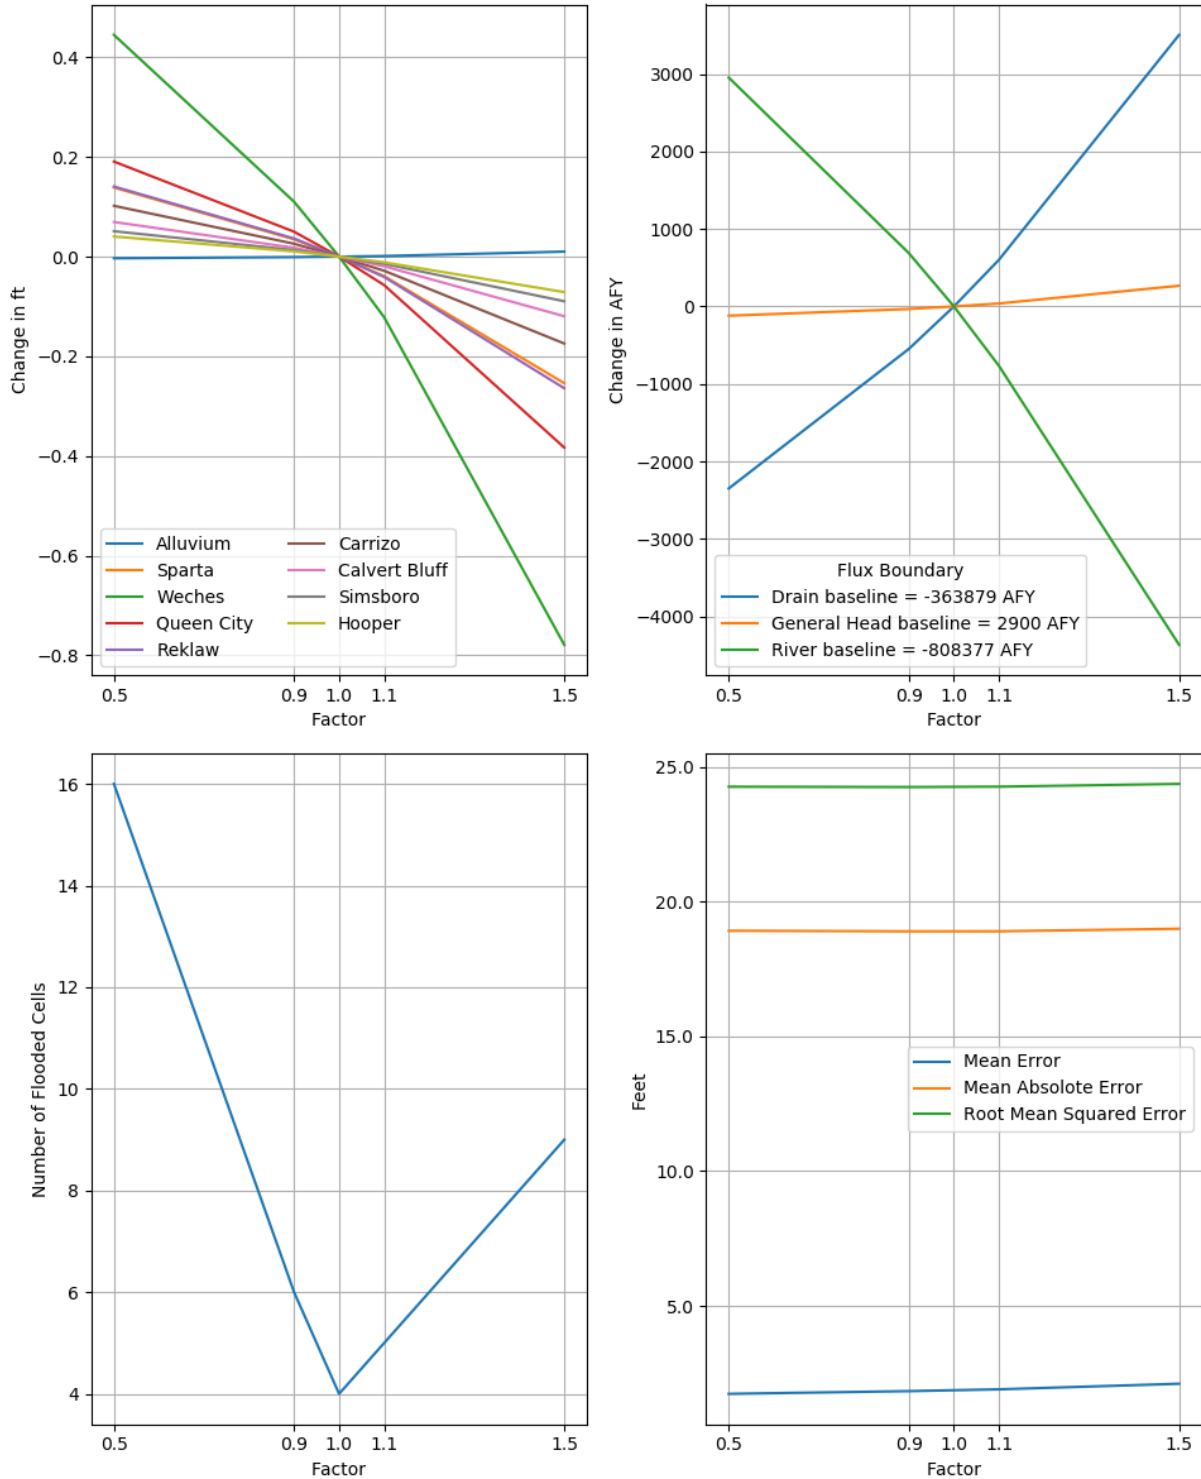 0.4
0.2
0.0
−0.2
−0.4
−0.6
−0.8
Change in ft
Alluvium
Sparta
Weches
Queen City
Reklaw
Carrizo
Calvert Bluff
Simsboro
Hooper
0.5 0.9 1.0 1.1 1.5
Factor
3000
2000
1000
0
−1000
−2000
−3000
−4000
Change in AFY
Flux Boundary
Drain baseline = -363879 AFY
General Head baseline = 2900 AFY
River baseline = -808377 AFY
0.5 0.9 1.0 1.1 1.5
Factor
16
14
12
10
8
6
4
Number of Flooded Cells
0.5 0.9 1.0 1.1 1.5
Factor
25.0
20.0
15.0
10.0
5.0
Feet
Mean Error
Mean Absolote Error
Root Mean Squared Error
0.5 0.9 1.0 1.1 1.5
Factor